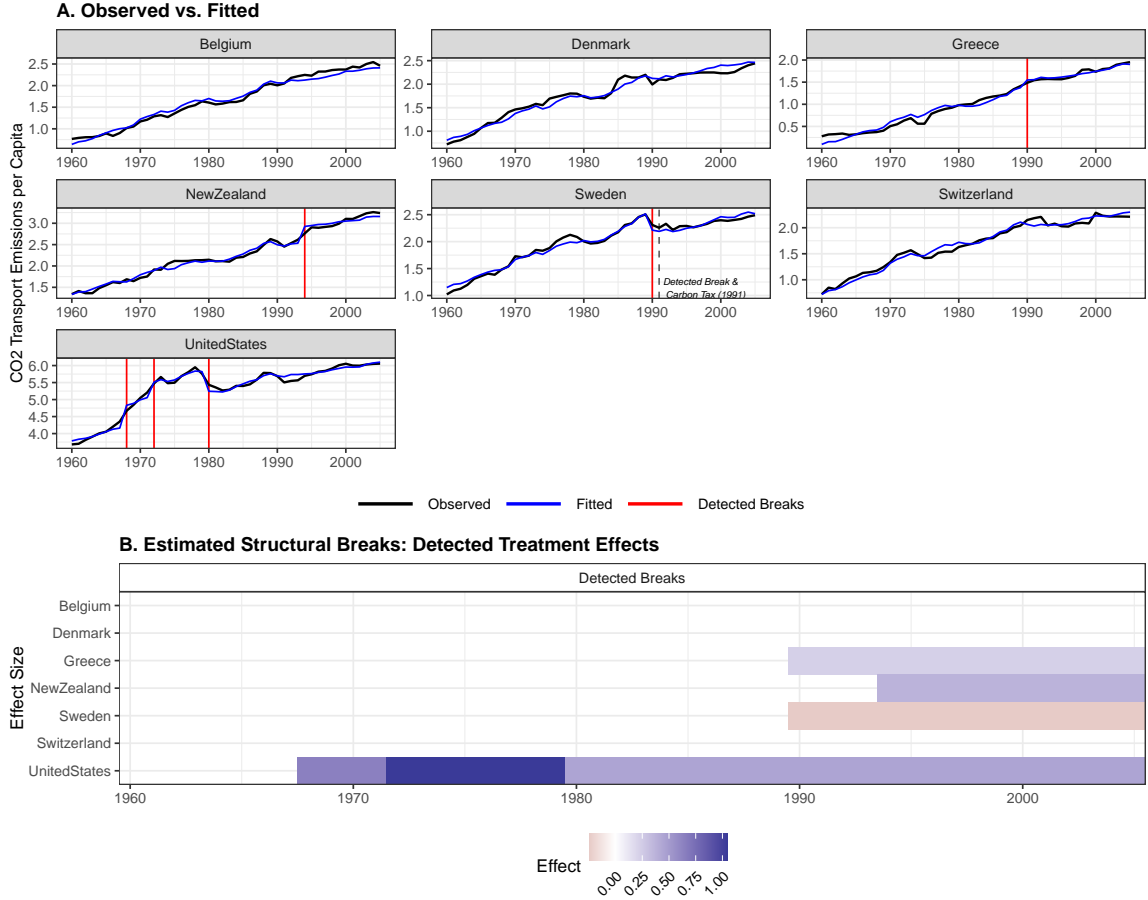 A. Observed vs. Fitted
CO2 Transport Emissions per Capita
Belgium
Denmark
Greece
2.5
2.0
1.5
1.0
1960 1970 1980 1990 2000
2.5
2.0
1.5
1.0
1960 1970 1980 1990 2000
2.0
1.5
1.0
0.5
1960 1970 1980 1990 2000
NewZealand
Sweden
Switzerland
3.0
2.5
2.0
1.5
1960 1970 1980 1990 2000
2.5
2.0
1.5
1.0
Detected Break &
Carbon Tax (1991)
1960 1970 1980 1990 2000
2.0
1.5
1.0
1960 1970 1980 1990 2000
UnitedStates
6.0
5.5
5.0
4.5
4.0
1960 1970 1980 1990 2000
Observed Fitted Detected Breaks
B. Estimated Structural Breaks: Detected Treatment Effects
Detected Breaks
Effect Size
Belgium
Denmark
Greece
NewZealand
Sweden
Switzerland
UnitedStates
1960 1970 1980 1990 2000
Effect
0.00 0.25 0.50 0.75 1.00